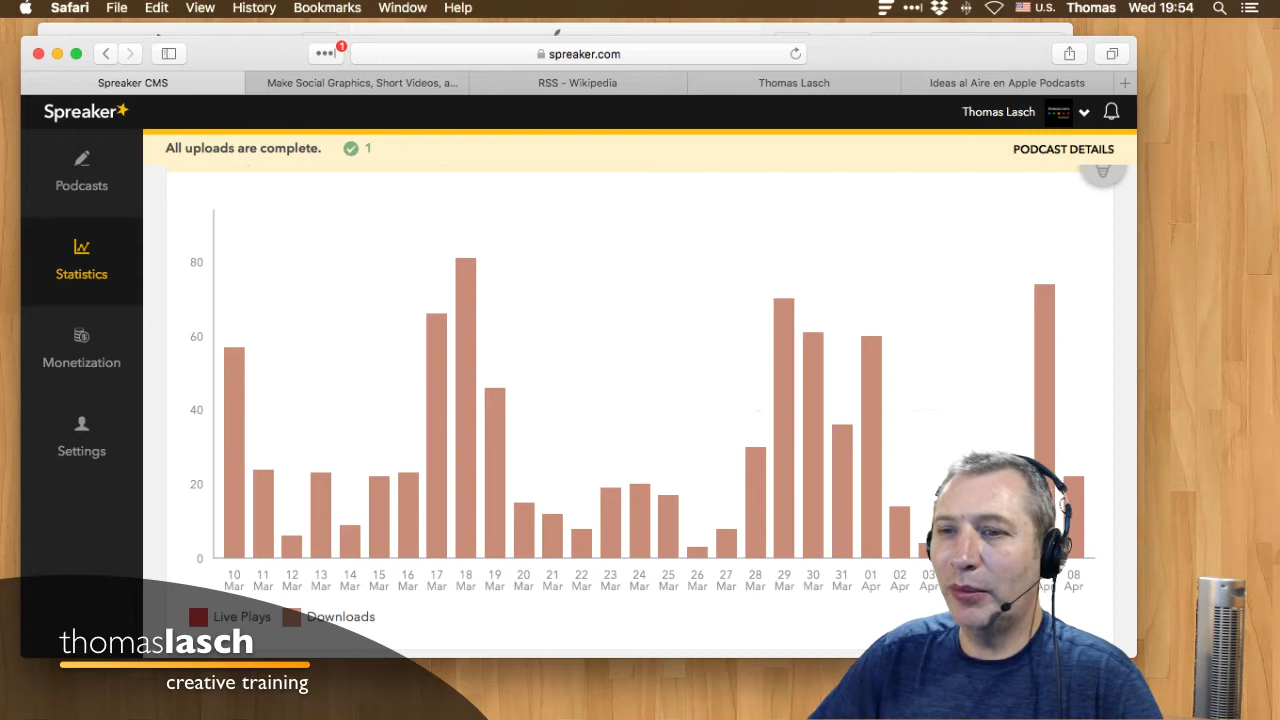 Safari File Edit View History Bookmarks Window Help U.S. Thomas Wed 19:54
1
spreaker.com
Spreaker CMS Make Social Graphics, Short Videos, a... RSS - Wikipedia Thomas Lasch Ideas al Aire en Apple Podcasts
Spreaker Thomas Lasch
All uploads are complete. 1 PODCAST DETAILS
Podcasts
Statistics
Monetization
Settings
80
60
40
20
0
10 11 12 13 14 15 16 17 18 19 20 21 22 23 24 25 26 27 28 29 30 31 01 02 03 08
Mar Mar Mar Mar Mar Mar Mar Mar Mar Mar Mar Mar Mar Mar Mar Mar Mar Mar Mar Mar Mar Mar Apr Apr Apr
Live Plays Downloads
thomaslasch
creative training